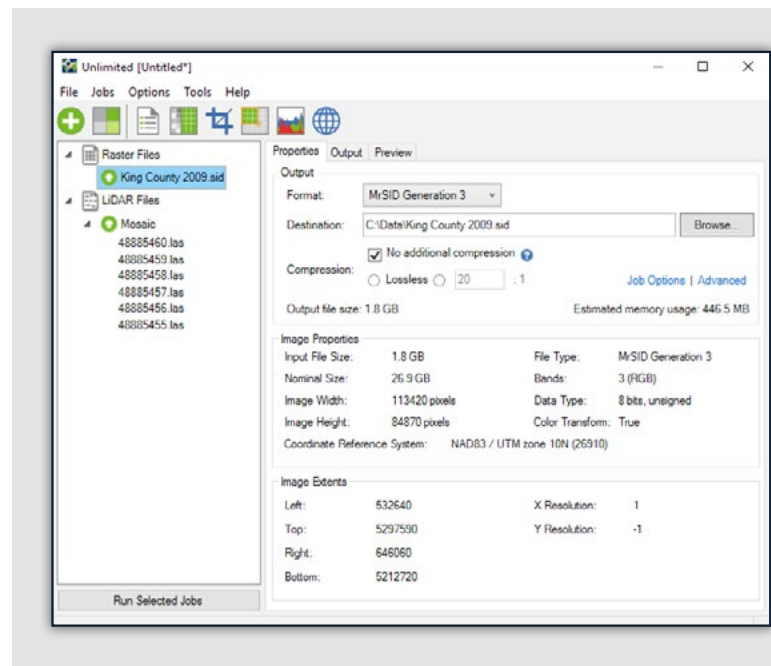 Unlimited [Untitled*]
File Jobs Options Tools Help
Raster Files
King County 2009.sid
LiDAR Files
Mosaic
48885460.las
48885459.las
48885458.las
48885457.las
48885456.las
48885455.las
Run Selected Jobs
Properties Output Preview
Output
Format: MrSID Generation 3
Destination: C:\Data\King County 2009.sid Browse...
No additional compression
Compression: Lossless 20 : 1 Job Options | Advanced
Output file size: 1.8 GB Estimated memory usage: 446.5 MB
Image Properties
Input File Size: 1.8 GB File Type: MrSID Generation 3
Nominal Size: 26.9 GB Bands: 3 (RGB)
Image Width: 113420 pixels Data Type: 8 bits, unsigned
Image Height: 84870 pixels Color Transform: True
Coordinate Reference System: NAD83 / UTM zone 10N (26910)
Image Extents
Left: 532640 X Resolution: 1
Top: 5297590 Y Resolution: -1
Right: 646060
Bottom: 5212720